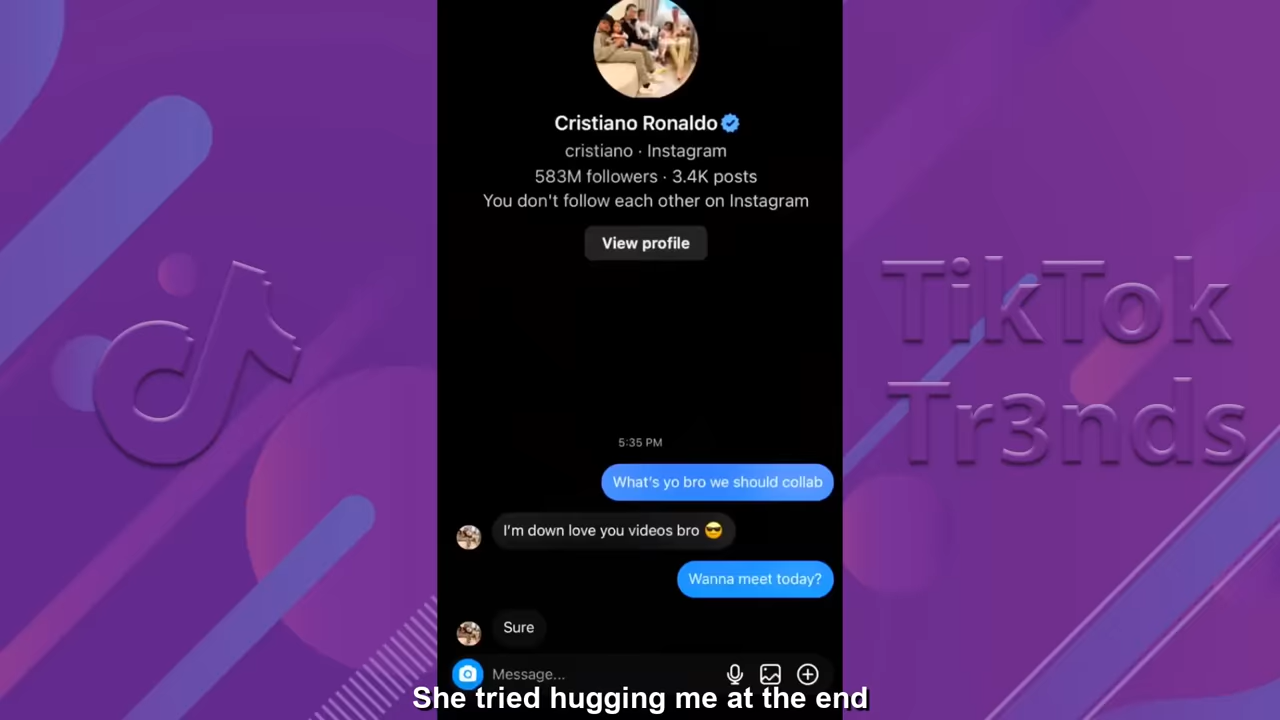 Cristiano Ronaldo
cristiano · Instagram
583M followers · 3.4K posts
You don't follow each other on Instagram
View profile
TikTok
Tr3nds
5:35 PM
What's yo bro we should collab
I'm down love you videos bro 😎
Wanna meet today?
Sure
Message...
She tried hugging me at the end